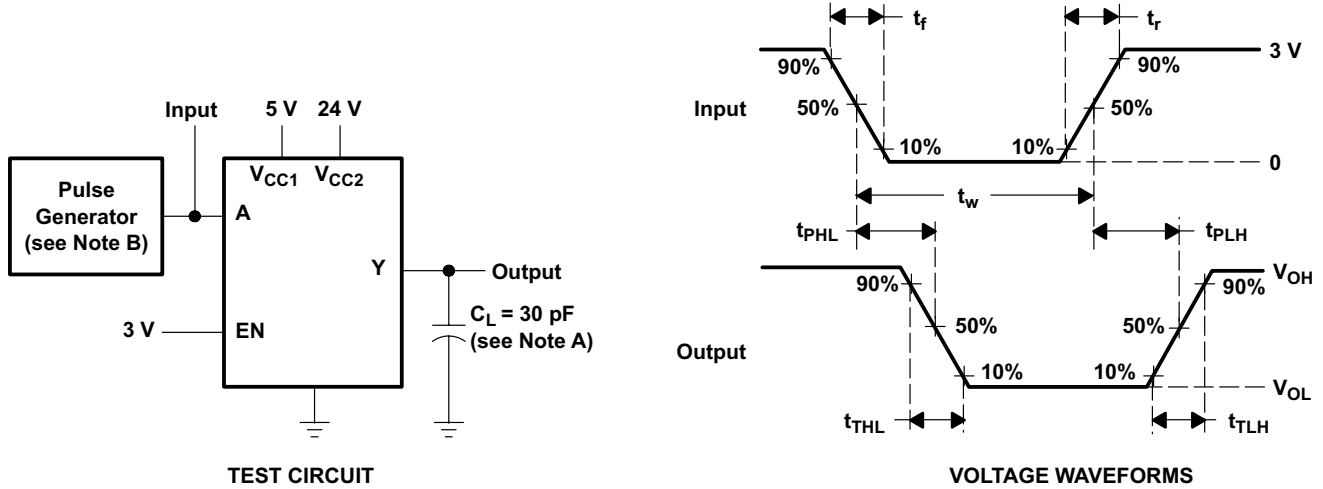 Input
5 V 24 V
V_CC1 V_CC2
Pulse
Generator
(see Note B)
A
Y
Output
C_L = 30 pF
(see Note A)
3 V
EN
TEST CIRCUIT
t_f t_r
3 V
90% 90%
Input
50% 50%
10% 10%
0
t_w
t_PHL t_PLH
V_OH
90% 90%
50% 50%
Output
10% 10%
V_OL
t_THL t_TLH
VOLTAGE WAVEFORMS